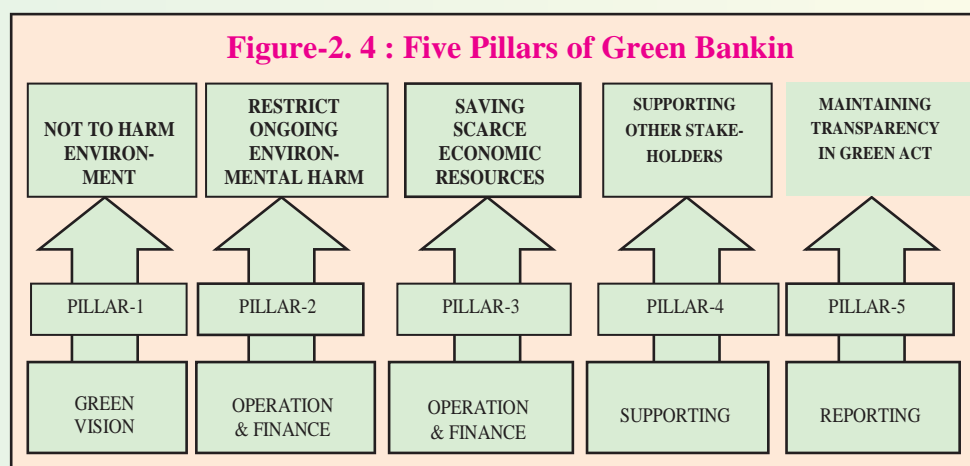 Figure-2. 4 : Five Pillars of Green Bankin
NOT TO HARM
ENVIRON-
MENT
RESTRICT
ONGOING
ENVIRON-
MENTAL HARM
SAVING
SCARCE
ECONOMIC
RESOURCES
SUPPORTING
OTHER STAKE-
HOLDERS
MAINTAINING
TRANSPARENCY
IN GREEN ACT
PILLAR-1
PILLAR-2
PILLAR-3
PILLAR-4
PILLAR-5
GREEN
VISION
OPERATION
& FINANCE
OPERATION
& FINANCE
SUPPORTING
REPORTING